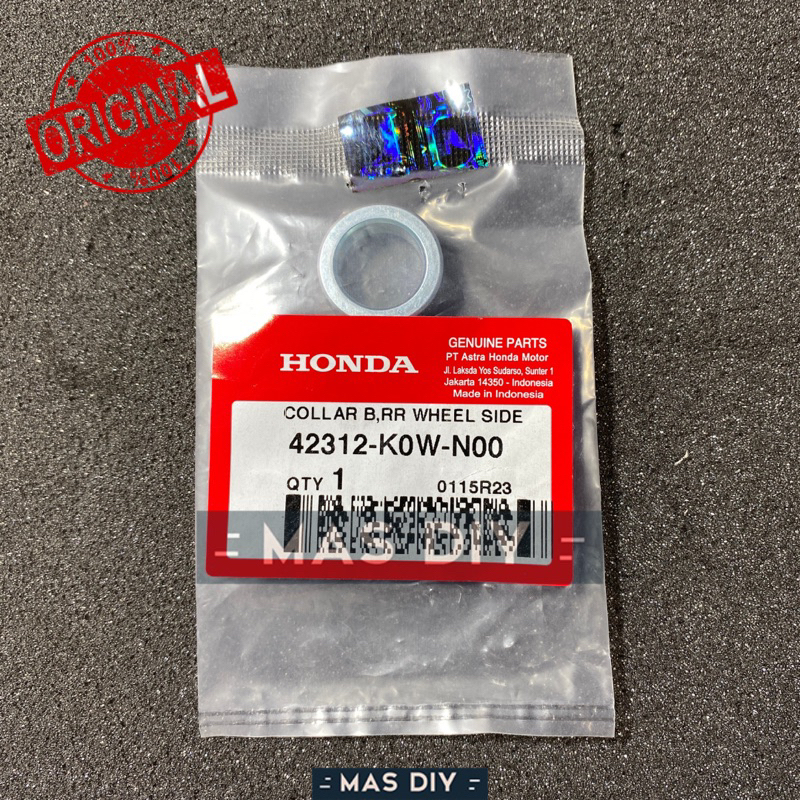 100%
ORIGINAL
100%
HONDA
GENUINE PARTS
PT Astra Honda Motor
Jl. Laksda Yos Sudarso, Sunter 1
Jakarta 14350 - Indonesia
Made in Indonesia
COLLAR B,RR WHEEL SIDE
42312-K0W-N00
QTY 1 0115R23
MAS DIY
MAS DIY